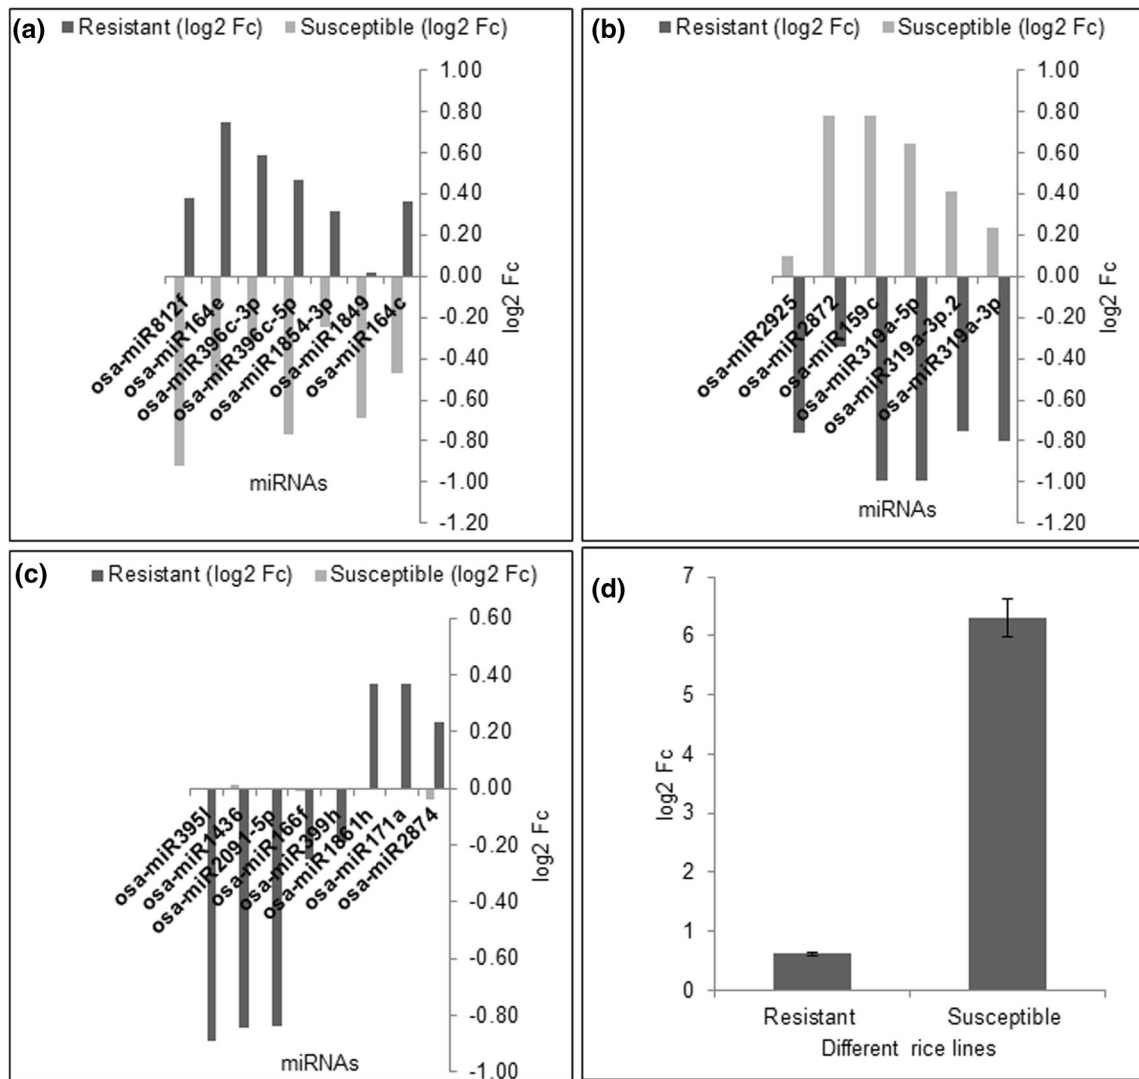 (a)
Resistant (log2 Fc) Susceptible (log2 Fc)
1.00
0.80
0.60
0.40
0.20
0.00
-0.20
-0.40
-0.60
-0.80
-1.00
-1.20
log2 Fc
osa-miR812f
osa-miR164e
osa-miR396c-3p
osa-miR396c-5p
osa-miR1854-3p
osa-miR1849
osa-miR164c
miRNAs
(b)
Resistant (log2 Fc) Susceptible (log2 Fc)
1.00
0.80
0.60
0.40
0.20
0.00
-0.20
-0.40
-0.60
-0.80
-1.00
-1.20
log2 Fc
osa-miR2925
osa-miR2872
osa-miR159c
osa-miR319a-5p
osa-miR319a-3p.2
osa-miR319a-3p
miRNAs
(c)
Resistant (log2 Fc) Susceptible (log2 Fc)
0.60
0.40
0.20
0.00
-0.20
-0.40
-0.60
-0.80
-1.00
log2 Fc
osa-miR395l
osa-miR1436
osa-miR2091-5p
osa-miR166f
osa-miR399h
osa-miR1861h
osa-miR171a
osa-miR2874
miRNAs
(d)
7
6
5
4
3
2
1
0
log2 Fc
Resistant Susceptible
Different rice lines